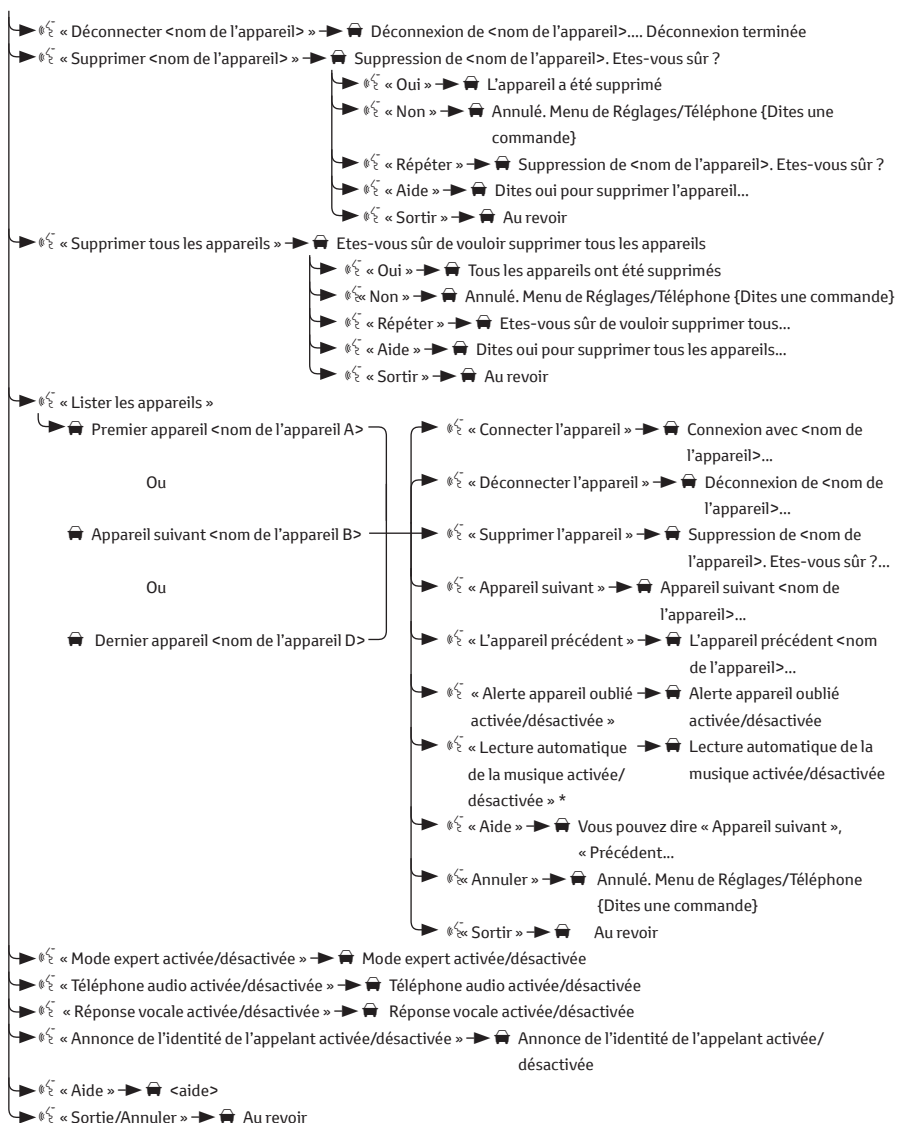 « Déconnecter <nom de l'appareil> » Déconnexion de <nom de l'appareil>.... Déconnexion terminée
« Supprimer <nom de l'appareil> » Suppression de <nom de l'appareil>. Etes-vous sûr ?
« Oui » L'appareil a été supprimé
« Non » Annulé. Menu de Réglages/Téléphone {Dites une
commande}
« Répéter » Suppression de <nom de l'appareil>. Etes-vous sûr ?
« Aide » Dites oui pour supprimer l'appareil...
« Sortir » Au revoir
« Supprimer tous les appareils » Etes-vous sûr de vouloir supprimer tous les appareils
« Oui » Tous les appareils ont été supprimés
« Non » Annulé. Menu de Réglages/Téléphone {Dites une commande}
« Répéter » Etes-vous sûr de vouloir supprimer tous...
« Aide » Dites oui pour supprimer tous les appareils...
« Sortir » Au revoir
« Lister les appareils »
Premier appareil <nom de l'appareil A>
Ou
Appareil suivant <nom de l'appareil B>
Ou
Dernier appareil <nom de l'appareil D>
« Connecter l'appareil » Connexion avec <nom de
l'appareil>...
« Déconnecter l'appareil » Déconnexion de <nom de
l'appareil>...
« Supprimer l'appareil » Suppression de <nom de
l'appareil>. Etes-vous sûr ?...
« Appareil suivant » Appareil suivant <nom de
l'appareil>...
« L'appareil précédent » L'appareil précédent <nom
de l'appareil>...
« Alerte appareil oublié Alerte appareil oublié
activée/désactivée » activée/désactivée
« Lecture automatique Lecture automatique de la
de la musique activée/ musique activée/désactivée
désactivée » *
« Aide » Vous pouvez dire « Appareil suivant »,
« Précédent...
« Annuler » Annulé. Menu de Réglages/Téléphone
{Dites une commande}
« Sortir » Au revoir
« Mode expert activée/désactivée » Mode expert activée/désactivée
« Téléphone audio activée/désactivée » Téléphone audio activée/désactivée
« Réponse vocale activée/désactivée » Réponse vocale activée/désactivée
« Annonce de l'identité de l'appelant activée/désactivée » Annonce de l'identité de l'appelant activée/
désactivée
« Aide » <aide>
« Sortie/Annuler » Au revoir